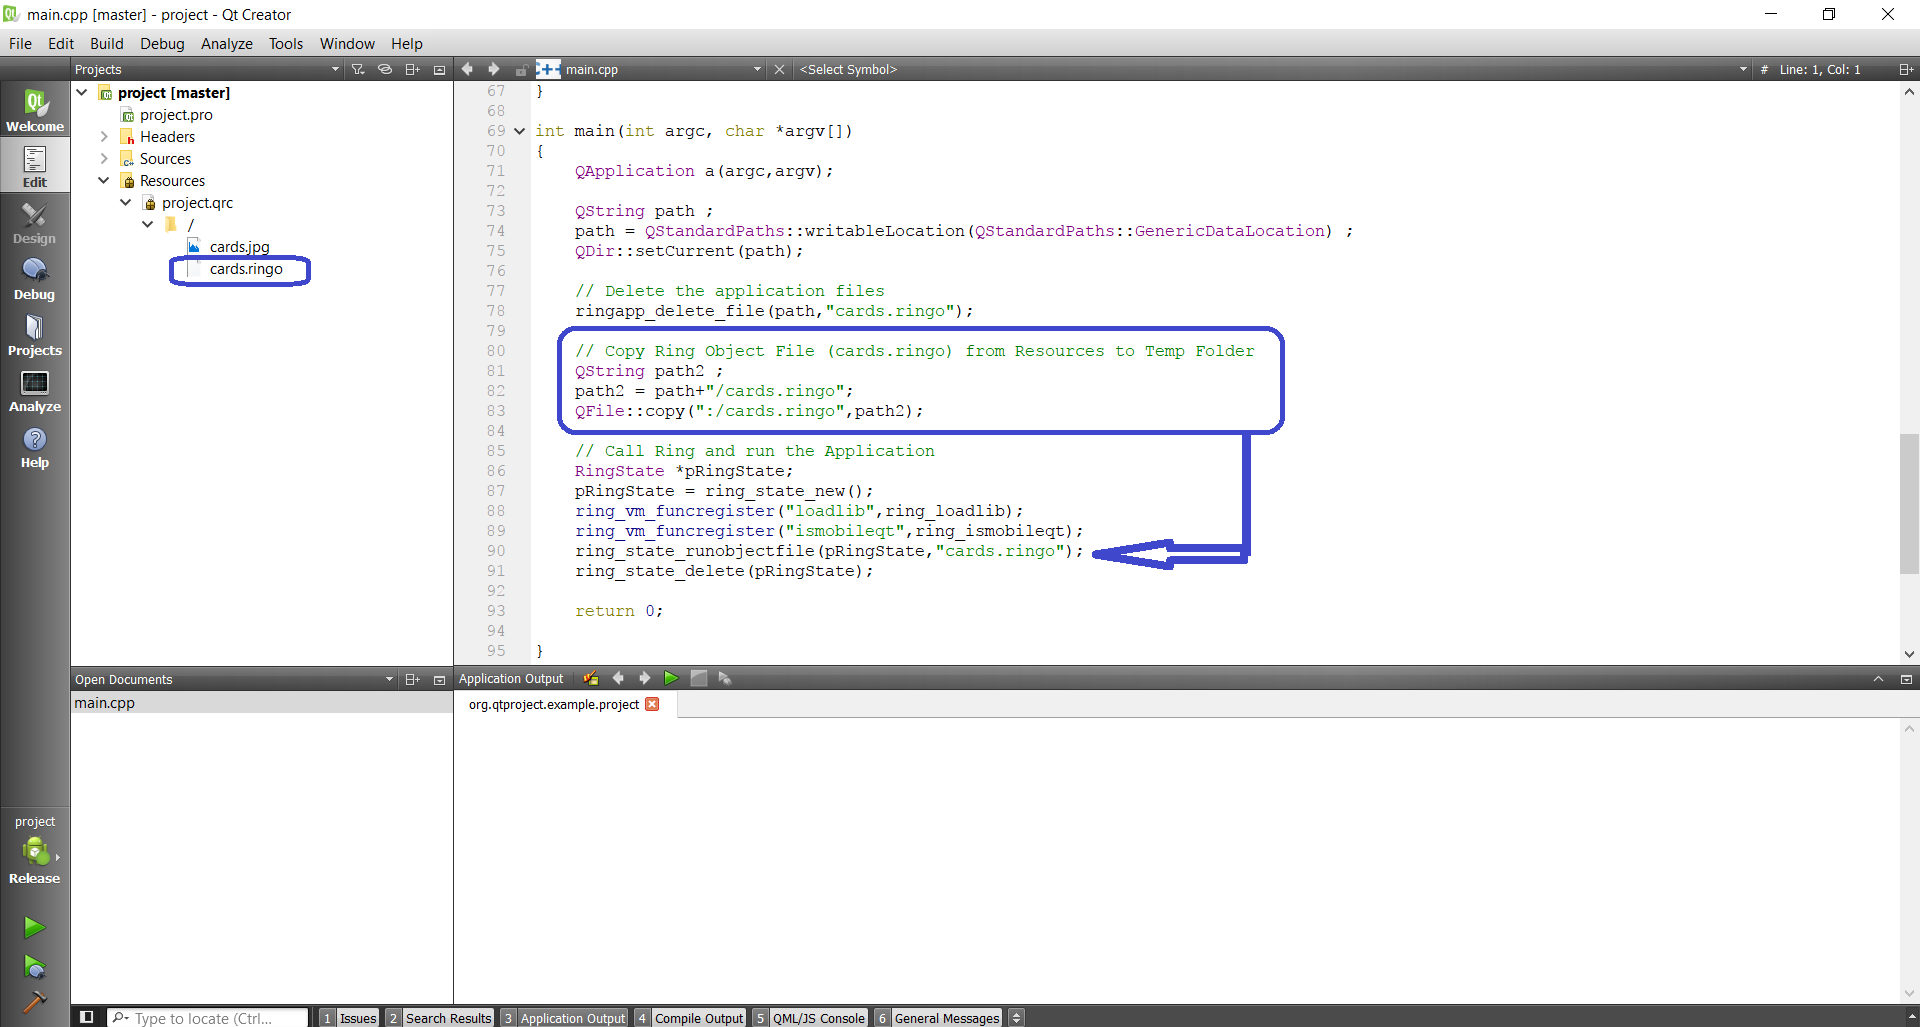 main.cpp [master] - project - Qt Creator
File Edit Build Debug Analyze Tools Window Help
Projects
main.cpp <Select Symbol> # Line: 1, Col: 1
Welcome
Edit
Design
Debug
Projects
Analyze
Help
project
Release
project [master]
project.pro
Headers
Sources
Resources
project.qrc
/
cards.jpg
cards.ringo
67 }
68
69 int main(int argc, char *argv[])
70 {
71 QApplication a(argc,argv);
72
73 QString path ;
74 path = QStandardPaths::writableLocation(QStandardPaths::GenericDataLocation) ;
75 QDir::setCurrent(path);
76
77 // Delete the application files
78 ringapp_delete_file(path,"cards.ringo");
79
80 // Copy Ring Object File (cards.ringo) from Resources to Temp Folder
81 QString path2 ;
82 path2 = path+"/cards.ringo";
83 QFile::copy(":/cards.ringo",path2);
84
85 // Call Ring and run the Application
86 RingState *pRingState;
87 pRingState = ring_state_new();
88 ring_vm_funcregister("loadlib",ring_loadlib);
89 ring_vm_funcregister("ismobileqt",ring_ismobileqt);
90 ring_state_runobjectfile(pRingState,"cards.ringo");
91 ring_state_delete(pRingState);
92
93 return 0;
94
95 }
Open Documents
main.cpp
Application Output
org.qtproject.example.project
Type to locate (Ctrl...
1 Issues 2 Search Results 3 Application Output 4 Compile Output 5 QML/JS Console 6 General Messages